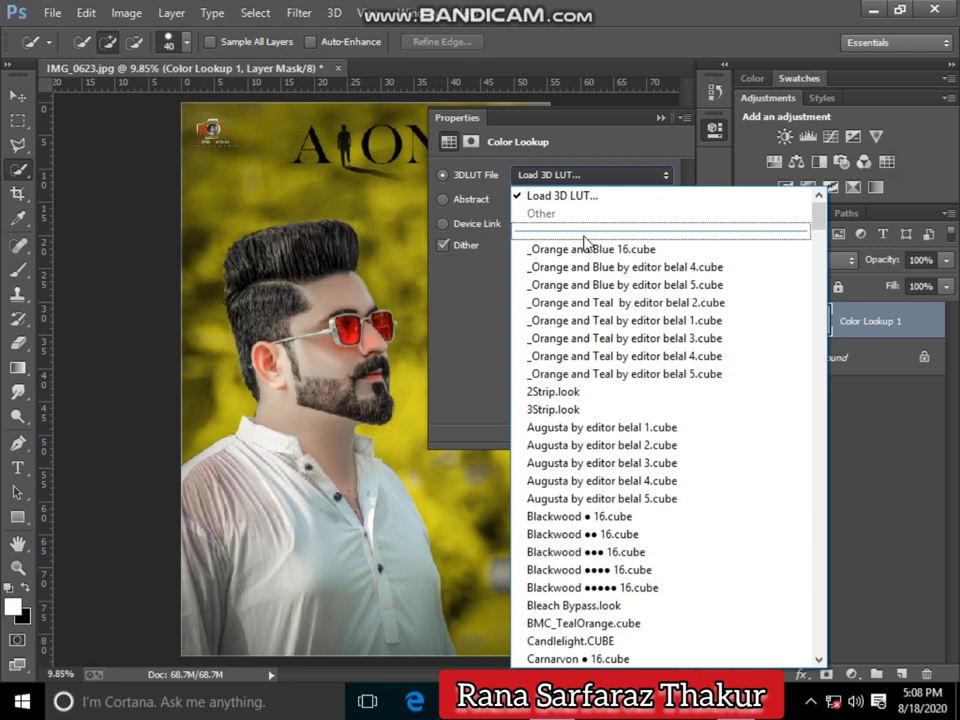 Ps File Edit Image Layer Type Select Filter 3D
www.BANDICAM.com
40 Sample All Layers Auto-Enhance Refine Edge... Essentials
IMG_0623.jpg @ 9.85% (Color Lookup 1, Layer Mask/8) * ×
Color Swatches
Adjustments Styles
Add an adjustment
Properties
Color Lookup
3DLUT File Load 3D LUT...
Abstract
Device Link
Dither
Load 3D LUT...
Other
_Orange and Blue 16.cube
_Orange and Blue by editor belal 4.cube
_Orange and Blue by editor belal 5.cube
_Orange and Teal  by editor belal 2.cube
_Orange and Teal by editor belal 1.cube
_Orange and Teal by editor belal 3.cube
_Orange and Teal by editor belal 4.cube
_Orange and Teal by editor belal 5.cube
2Strip.look
3Strip.look
Augusta by editor belal 1.cube
Augusta by editor belal 2.cube
Augusta by editor belal 3.cube
Augusta by editor belal 4.cube
Augusta by editor belal 5.cube
Blackwood ● 16.cube
Blackwood ●● 16.cube
Blackwood ●●● 16.cube
Blackwood ●●●● 16.cube
Blackwood ●●●●● 16.cube
Bleach Bypass.look
BMC_TealOrange.cube
Candlelight.CUBE
Carnarvon ● 16.cube
Paths
Opacity: 100%
Fill: 100%
Color Lookup 1
9.85% Doc: 68.7M/68.7M
I'm Cortana. Ask me anything.
Rana Sarfaraz Thakur
5:08 PM
8/18/2020